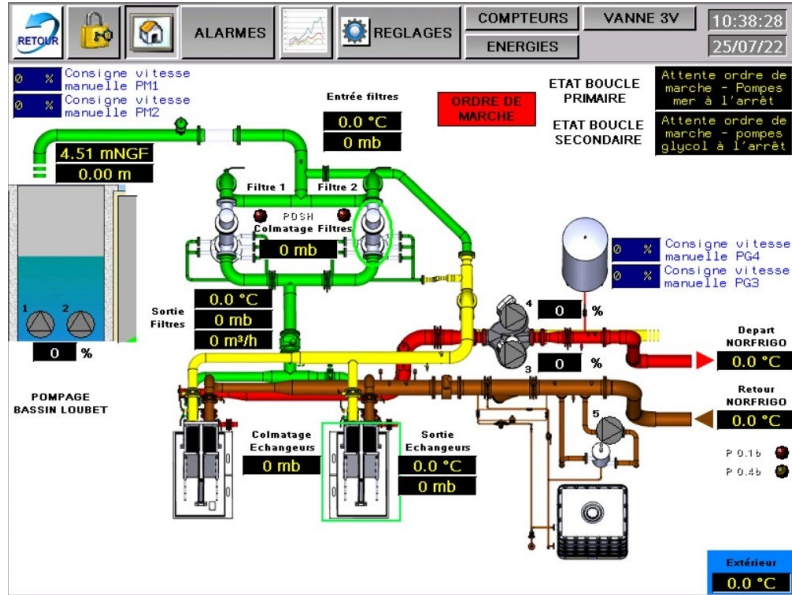 RETOUR
ALARMES
REGLAGES
COMPTEURS
ENERGIES
VANNE 3V
10:38:28
25/07/22
0 %
Consigne vitesse
manuelle PM1
0 %
Consigne vitesse
manuelle PM2
Entrée filtres
0.0 °C
0 mb
ORDRE DE
MARCHE
ETAT BOUCLE
PRIMAIRE
Attente ordre de
marche - Pompes
mer à l'arrêt
ETAT BOUCLE
SECONDAIRE
Attente ordre de
marche - pompes
glycol à l'arrêt
4.51 mNGF
0.00 m
Filtre 1
Filtre 2
PDSH
Colmatage Filtres
0 mb
0 %
Consigne vitesse
manuelle PG4
0 %
Consigne vitesse
manuelle PG3
Sortie
Filtres
0.0 °C
0 mb
0 m³/h
1
2
0 %
4
0 %
3
0 %
Depart
NORFRIGO
0.0 °C
POMPAGE
BASSIN LOUBET
Retour
NORFRIGO
0.0 °C
5
Colmatage
Echangeurs
0 mb
Sortie
Echangeurs
0.0 °C
0 mb
P 0.1b
P 0.4b
Extérieur
0.0 °C